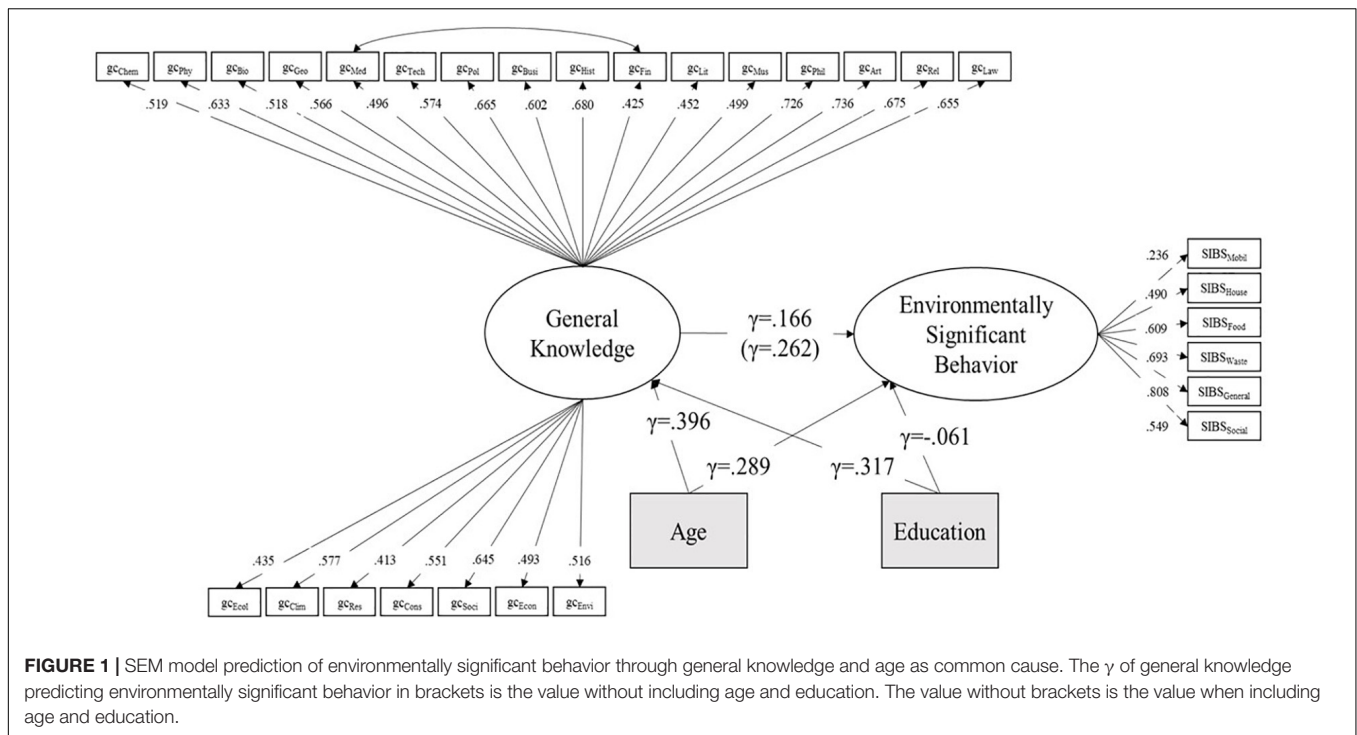 gcChem gcPhy gcBio gcGeo gcMed gcTech gcPol gcBusi gcHist gcFin gcLit gcMus gcPhil gcArt gcRel gcLaw
.519 .633 .518 .566 .496 .574 .665 .602 .680 .425 .452 .499 .726 .736 .675 .655
General
Knowledge
γ=.166
(γ=.262)
Environmentally
Significant
Behavior
.236 SIBSMobil
.490 SIBSHouse
.609 SIBSFood
.693 SIBSWaste
.808 SIBSGeneral
.549 SIBSSocial
γ=.396
γ=-.061
γ=.289
γ=.317
Age
Education
.435 .577 .413 .551 .645 .493 .516
gcEcol gcClim gcRes gcCons gcSoci gcEcon gcEnvi
FIGURE 1 | SEM model prediction of environmentally significant behavior through general knowledge and age as common cause. The γ of general knowledge
predicting environmentally significant behavior in brackets is the value without including age and education. The value without brackets is the value when including
age and education.